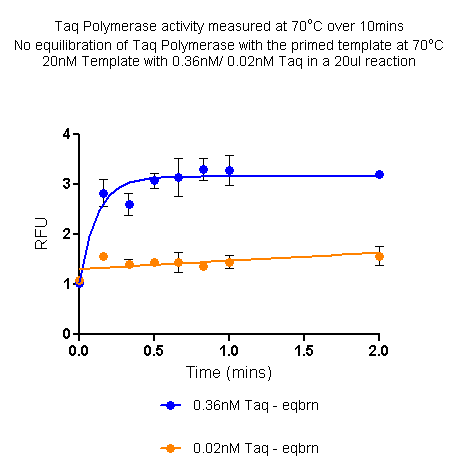 Taq Polymerase activity measured at 70°C over 10mins
No equilibration of Taq Polymerase with the primed template at 70°C
20nM Template with 0.36nM/ 0.02nM Taq in a 20ul reaction
4
3
2
1
0
RFU
0.0 0.5 1.0 2.0
Time (mins)
0.36nM Taq - eqbrn
0.02nM Taq - eqbrn